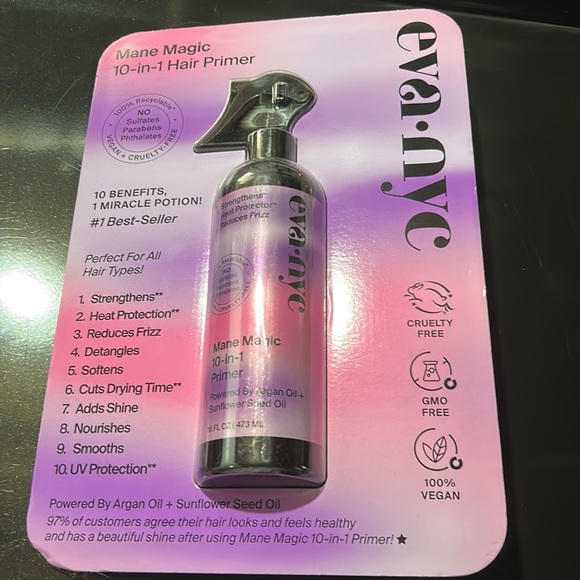 Mane Magic
10-in-1 Hair Primer
eva·nyc
100% Recyclable*
NO
Sulfates
Parabens
Phthalates
VEGAN + CRUELTY-FREE
10 BENEFITS,
1 MIRACLE POTION!
#1 Best-Seller
Perfect For All
Hair Types!
1. Strengthens**
2. Heat Protection**
3. Reduces Frizz
4. Detangles
5. Softens
6. Cuts Drying Time**
7. Adds Shine
8. Nourishes
9. Smooths
10. UV Protection**
Strengthens**
Heat Protector**
Reduces Frizz
eva·nyc
NO
Sulfates
Parabens
Phthalates
Mane Magic
10-in-1
Primer
Powered By Argan Oil +
Sunflower Seed Oil
16 FL OZ | 473 ML
CRUELTY
FREE
GMO
FREE
100%
VEGAN
Powered By Argan Oil + Sunflower Seed Oil
97% of customers agree their hair looks and feels healthy
and has a beautiful shine after using Mane Magic 10-in-1 Primer!★